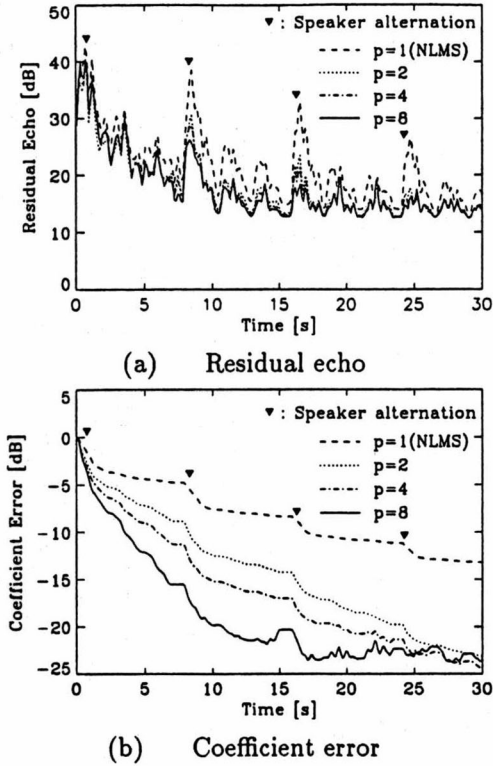 50
40
30
20
10
0
Residual Echo [dB]
▼: Speaker alternation
p=1(NLMS)
p=2
p=4
p=8
0 5 10 15 20 25 30
Time [s]
(a) Residual echo
5
0
−5
−10
−15
−20
−25
Coefficient Error [dB]
▼: Speaker alternation
p=1(NLMS)
p=2
p=4
p=8
0 5 10 15 20 25 30
Time [s]
(b) Coefficient error